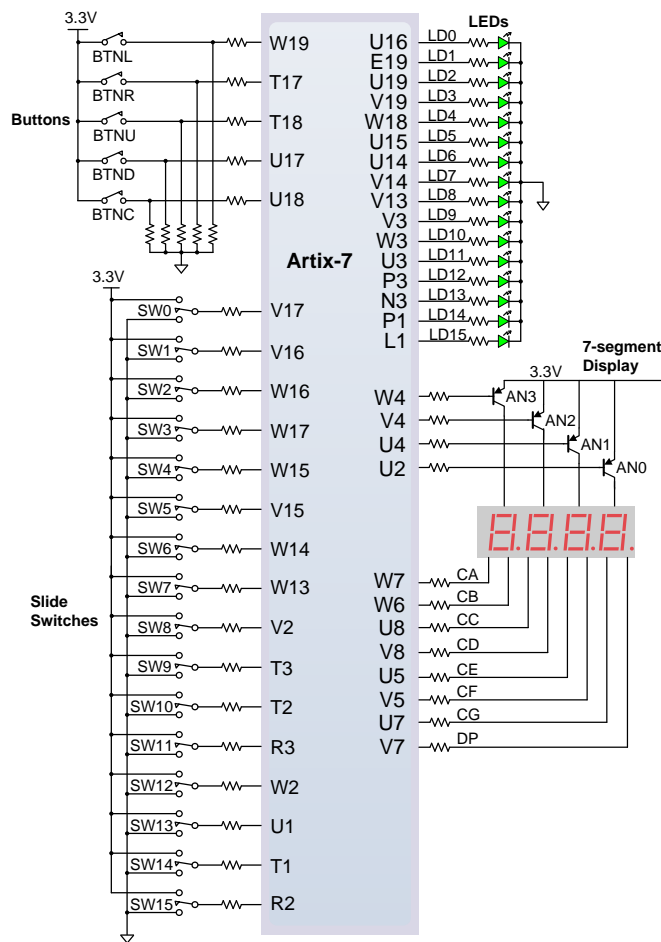 3.3V
BTNL
BTNR
Buttons
BTNU
BTND
BTNC
W19
T17
T18
U17
U18
Artix-7
3.3V
SW0
SW1
SW2
SW3
SW4
SW5
SW6
SW7
Slide
Switches
SW8
SW9
SW10
SW11
SW12
SW13
SW14
SW15
V17
V16
W16
W17
W15
V15
W14
W13
V2
T3
T2
R3
W2
U1
T1
R2
LEDs
U16 LD0
E19 LD1
U19 LD2
V19 LD3
W18 LD4
U15 LD5
U14 LD6
V14 LD7
V13 LD8
V3 LD9
W3 LD10
U3 LD11
P3 LD12
N3 LD13
P1 LD14
L1 LD15
7-segment
Display
3.3V
W4 AN3
V4 AN2
U4 AN1
U2 AN0
8.8.8.8.
W7 CA
W6 CB
U8 CC
V8 CD
U5 CE
V5 CF
U7 CG
V7 DP